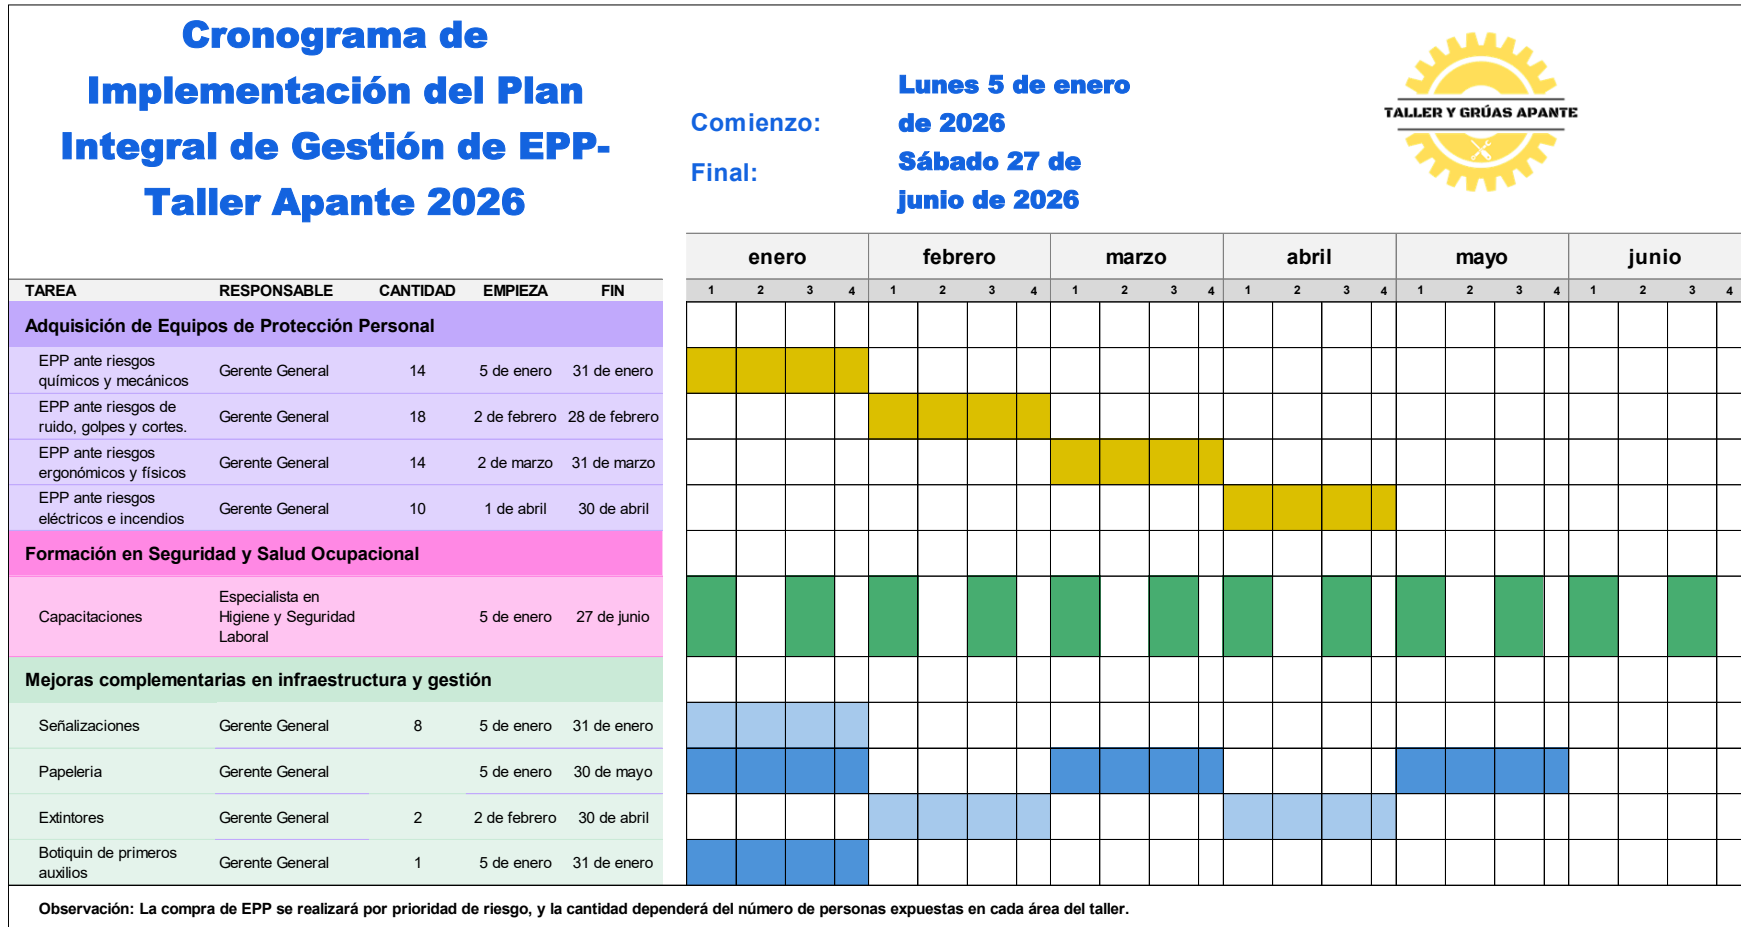 Cronograma de
Implementación del Plan
Integral de Gestión de EPP-
Taller Apante 2026
Comienzo:
Lunes 5 de enero
de 2026
Final:
Sábado 27 de
junio de 2026
TALLER Y GRÚAS APANTE
enero febrero marzo abril mayo junio
TAREA RESPONSABLE CANTIDAD EMPIEZA FIN 1 2 3 4 1 2 3 4 1 2 3 4 1 2 3 4 1 2 3 4 1 2 3 4
Adquisición de Equipos de Protección Personal
EPP ante riesgos
químicos y mecánicos
Gerente General 14 5 de enero 31 de enero
EPP ante riesgos de
ruido, golpes y cortes.
Gerente General 18 2 de febrero 28 de febrero
EPP ante riesgos
ergonómicos y físicos
Gerente General 14 2 de marzo 31 de marzo
EPP ante riesgos
eléctricos e incendios
Gerente General 10 1 de abril 30 de abril
Formación en Seguridad y Salud Ocupacional
Capacitaciones
Especialista en
Higiene y Seguridad
Laboral
5 de enero 27 de junio
Mejoras complementarias en infraestructura y gestión
Señalizaciones Gerente General 8 5 de enero 31 de enero
Papeleria Gerente General 5 de enero 30 de mayo
Extintores Gerente General 2 2 de febrero 30 de abril
Botiquin de primeros
auxilios
Gerente General 1 5 de enero 31 de enero
Observación: La compra de EPP se realizará por prioridad de riesgo, y la cantidad dependerá del número de personas expuestas en cada área del taller.